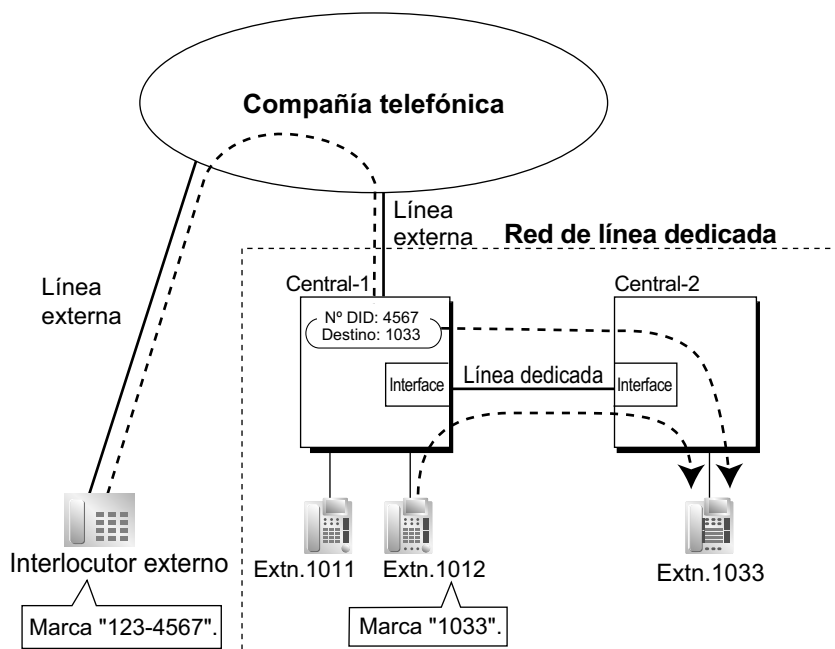 Compañía telefónica
Línea
externa
Red de línea dedicada
Línea
externa
Central-1
Central-2
Nº DID: 4567
Destino: 1033
Interface
Línea dedicada
Interface
Interlocutor externo
Extn.1011
Extn.1012
Extn.1033
Marca "123-4567".
Marca "1033".